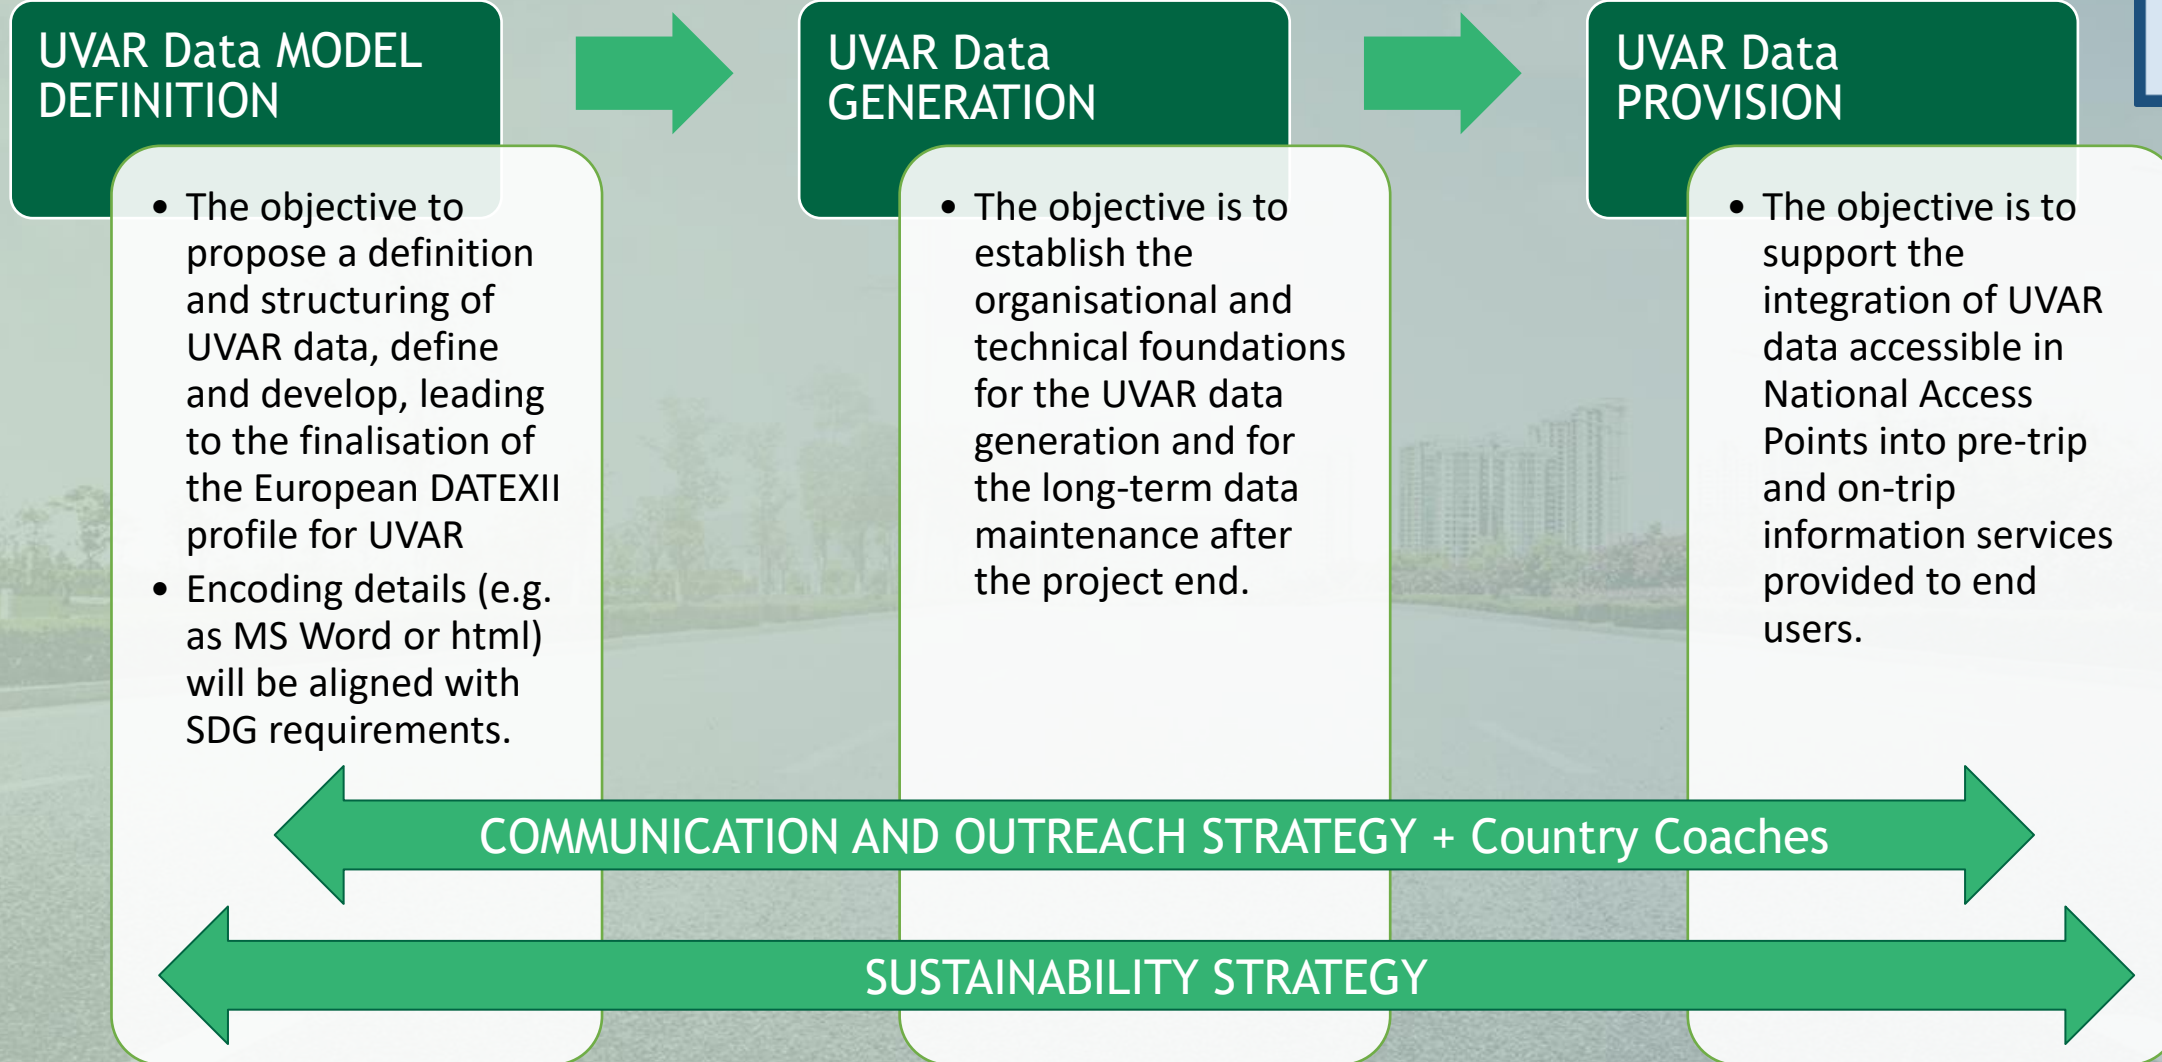 UVAR Data MODEL
DEFINITION
• The objective to
propose a definition
and structuring of
UVAR data, define
and develop, leading
to the finalisation of
the European DATEXII
profile for UVAR
• Encoding details (e.g.
as MS Word or html)
will be aligned with
SDG requirements.
UVAR Data
GENERATION
• The objective is to
establish the
organisational and
technical foundations
for the UVAR data
generation and for
the long-term data
maintenance after
the project end.
UVAR Data
PROVISION
• The objective is to
support the
integration of UVAR
data accessible in
National Access
Points into pre-trip
and on-trip
information services
provided to end
users.
COMMUNICATION AND OUTREACH STRATEGY + Country Coaches
SUSTAINABILITY STRATEGY